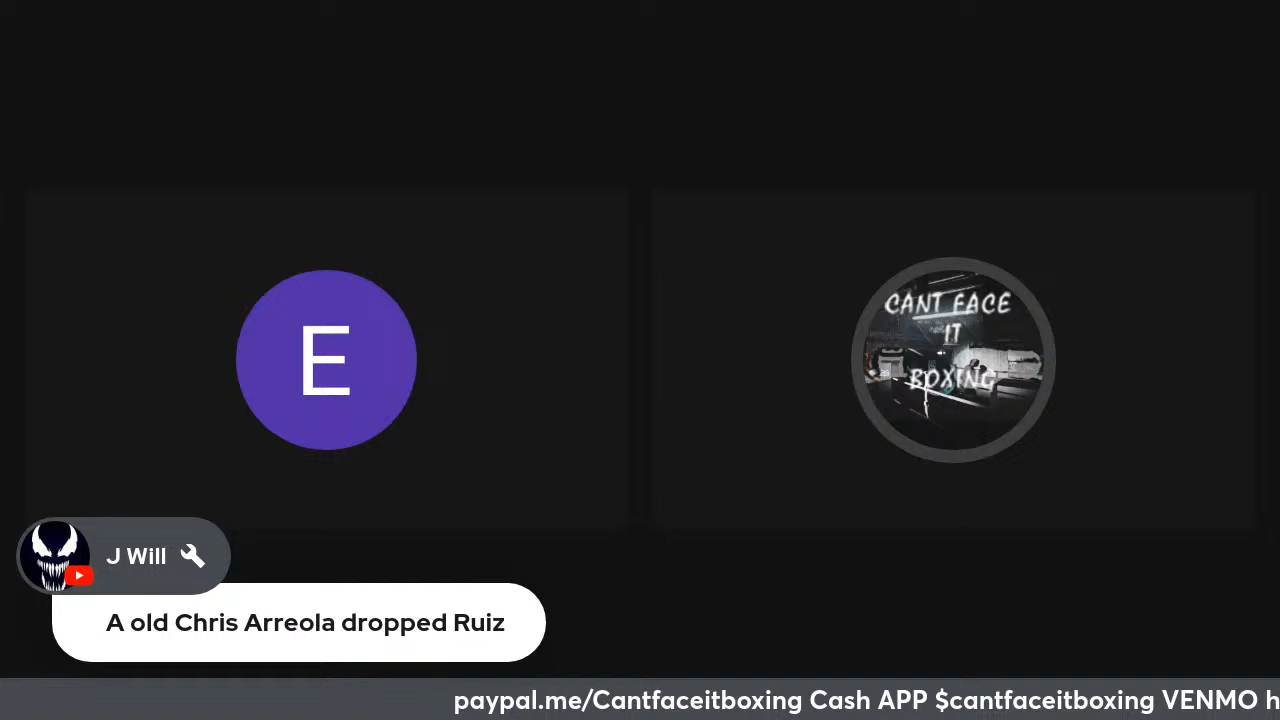 E
CANT FACE
IT
BOXING
J Will
A old Chris Arreola dropped Ruiz
paypal.me/Cantfaceitboxing Cash APP $cantfaceitboxing VENMO h